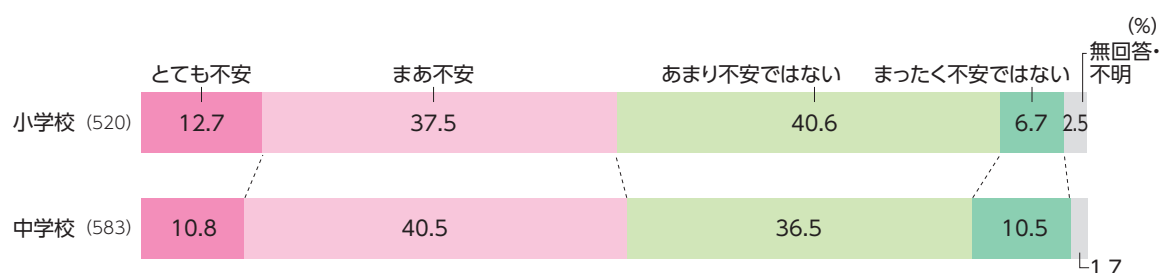 (%)
とても不安 まあ不安 あまり不安ではない まったく不安ではない 無回答・
不明
小学校 (520) 12.7 37.5 40.6 6.7 2.5
中学校 (583) 10.8 40.5 36.5 10.5
1.7